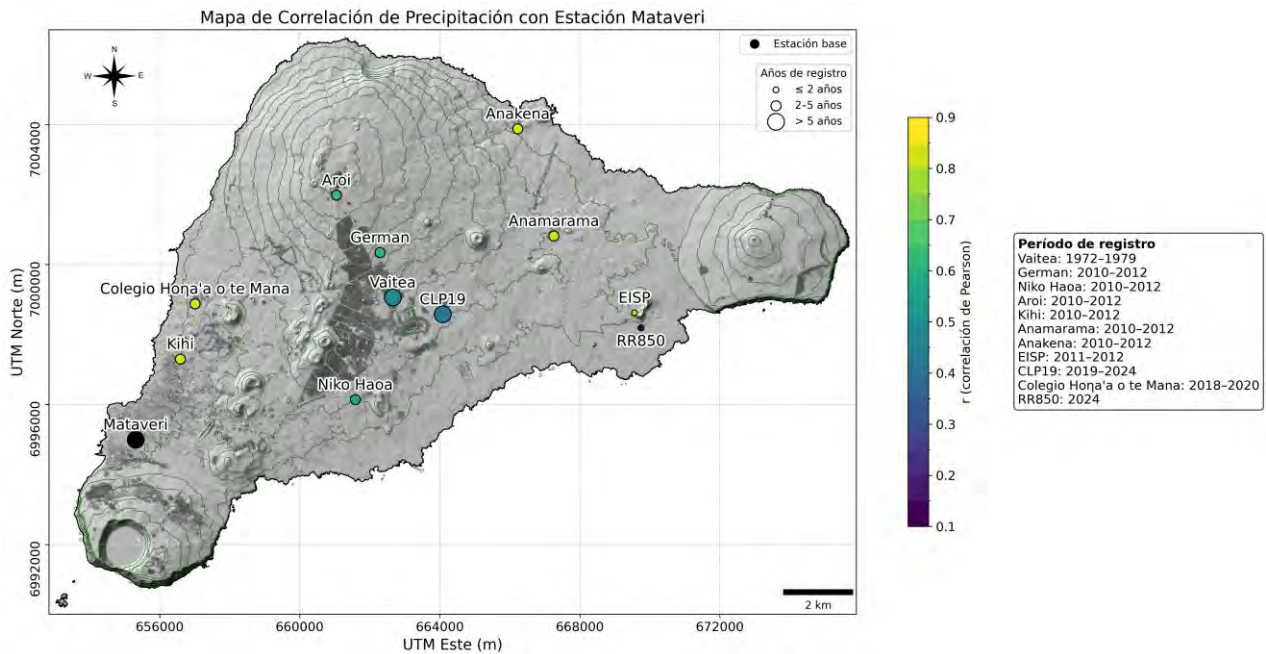 Mapa de Correlación de Precipitación con Estación Mataveri
Estación base
Años de registro
≤ 2 años
2-5 años
> 5 años
N
W
E
S
Anakena
Aroi
Anamarama
German
Colegio Hoŋa'a o te Mana
Vaitea
CLP19
EISP
RR850
Kihi
Niko Haoa
Mataveri
2 km
7004000
7000000
6996000
6992000
UTM Norte (m)
656000
660000
664000
668000
672000
UTM Este (m)
0.9
0.8
0.7
0.6
0.5
0.4
0.3
0.2
0.1
r (correlación de Pearson)
Período de registro
Vaitea: 1972–1979
German: 2010–2012
Niko Haoa: 2010–2012
Aroi: 2010–2012
Kihi: 2010–2012
Anamarama: 2010–2012
Anakena: 2010–2012
EISP: 2011–2012
CLP19: 2019–2024
Colegio Hoŋa'a o te Mana: 2018–2020
RR850: 2024